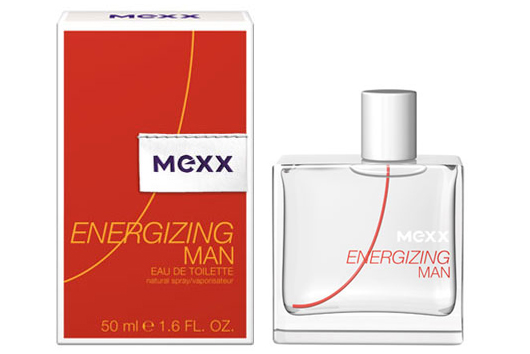 MEXX
MEXX
ENERGIZING
MAN
EAU DE TOILETTE
natural spray/vaporisateur
50 ml ℮ 1.6 FL. OZ.
MEXX
ENERGIZING
MAN